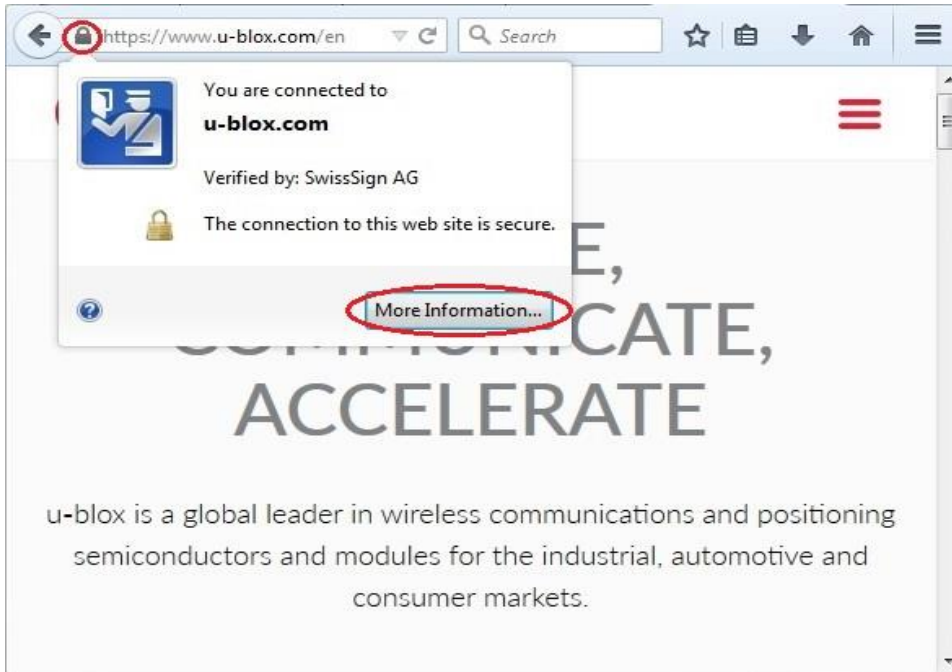 https://www.u-blox.com/en
Search
You are connected to
u-blox.com
Verified by: SwissSign AG
The connection to this web site is secure.
More Information...
E,
CATE,
ACCELERATE
u-blox is a global leader in wireless communications and positioning
semiconductors and modules for the industrial, automotive and
consumer markets.